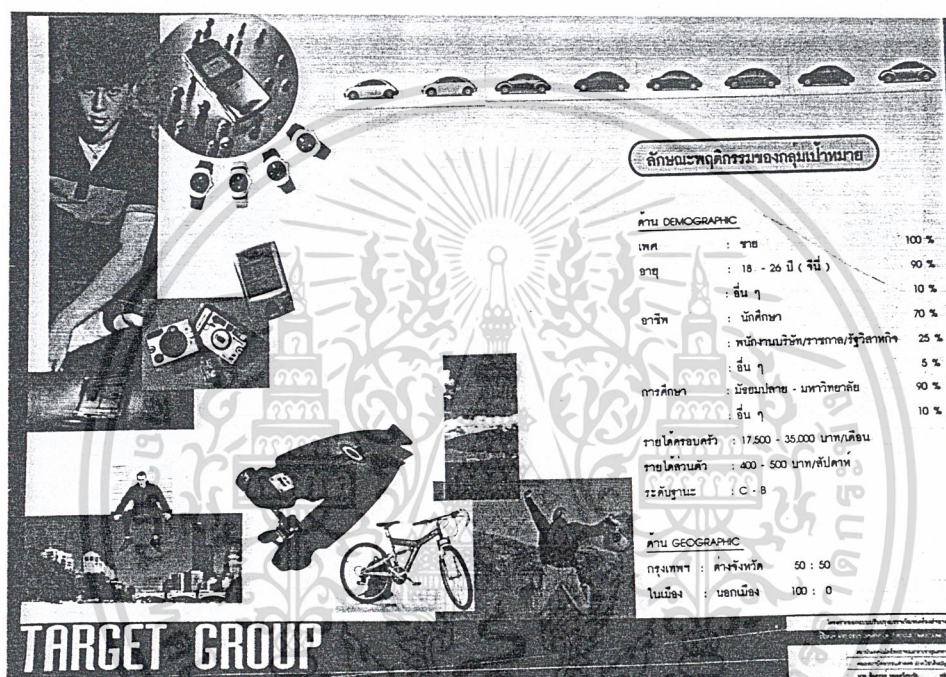 ลักษณะพฤติกรรมของกลุ่มเป้าหมาย
ด้าน DEMOGRAPHIC
เพศ : ชาย 100 %
อายุ : 18 - 26 ปี ( จีนี่ ) 90 %
: อื่น ๆ 10 %
อาชีพ : นักศึกษา 70 %
: พนักงานบริษัท/ราชกาล/รัฐวิสาหกิจ 25 %
: อื่น ๆ 5 %
การศึกษา : มัธยมปลาย - มหาวิทยาลัย 90 %
: อื่น ๆ 10 %
รายได้ครอบครัว : 17,500 - 35,000 บาท/เดือน
รายได้ส่วนตัว : 400 - 500 บาท/สัปดาห์
ระดับฐานะ : C - B
ด้าน GEOGRAPHIC
กรุงเทพฯ : ต่างจังหวัด 50 : 50
ในเมือง : นอกเมือง 100 : 0
TARGET GROUP